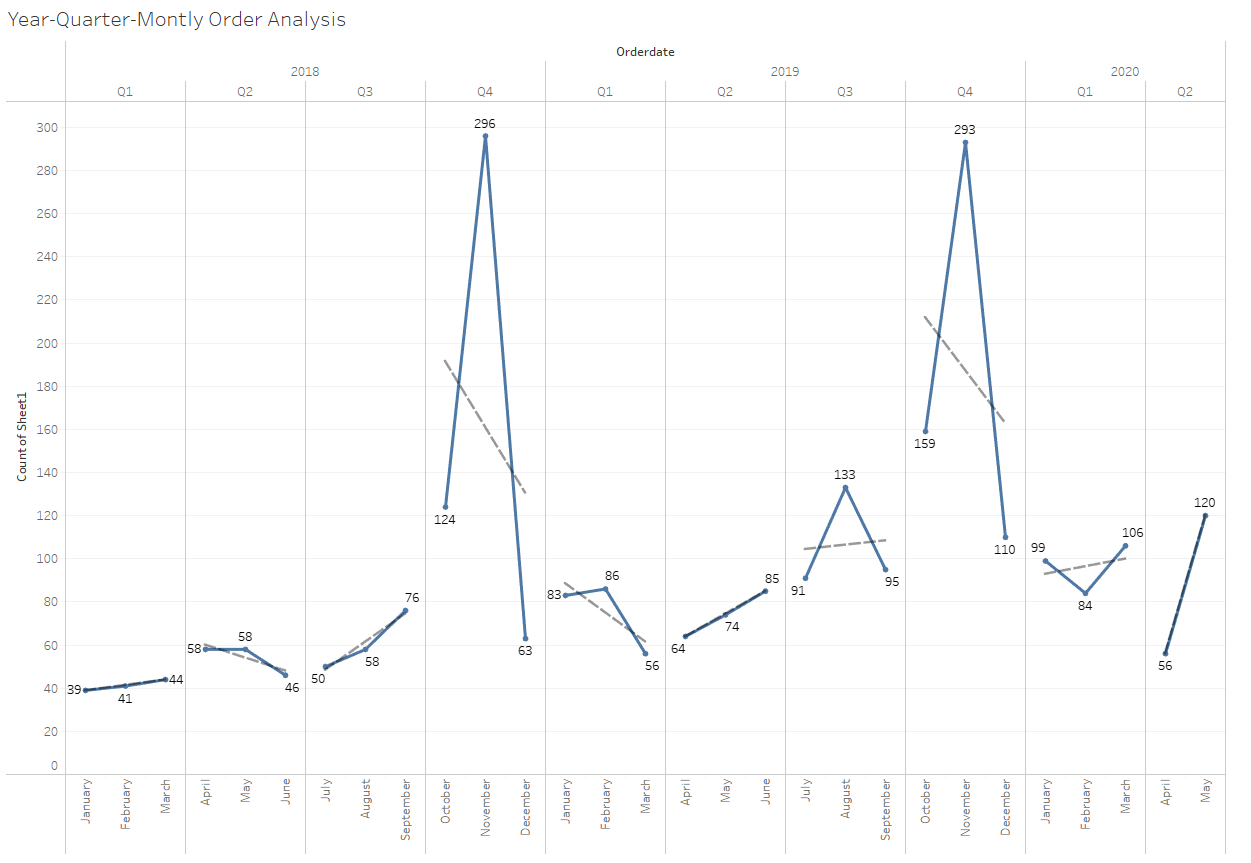 Year-Quarter-Montly Order Analysis
Orderdate
2018 2019 2020
Q1 Q2 Q3 Q4 Q1 Q2 Q3 Q4 Q1 Q2
Count of Sheet1
300
280
260
240
220
200
180
160
140
120
100
80
60
40
20
0
39 41 44 58 58 46 50 58 76 124 296 63 83 86 56 64 74 85 91 133 95 159 293 110 99 84 106 56 120
January February March April May June July August September October November December January February March April May June July August September October November December January February March April May